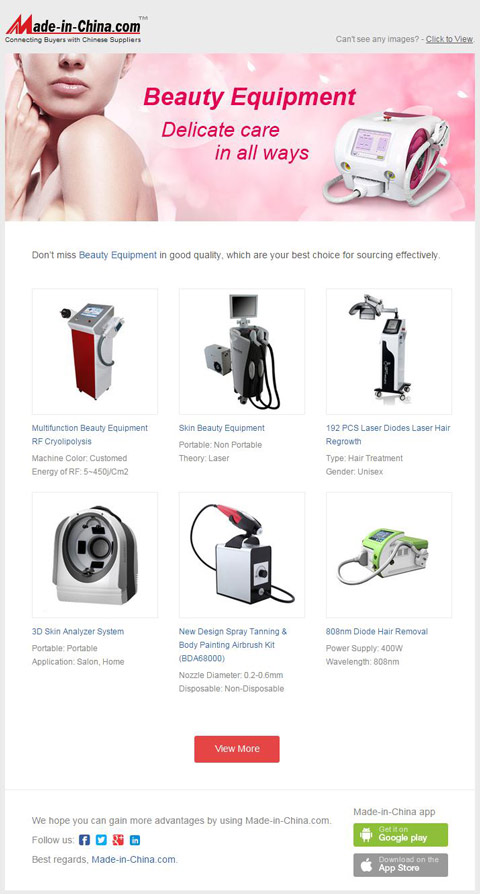 Made-in-China.com™
Connecting Buyers with Chinese Suppliers
Can't see any images? - Click to View.
Beauty Equipment
Delicate care
in all ways
Don't miss Beauty Equipment in good quality, which are your best choice for sourcing effectively.
Multifunction Beauty Equipment
RF Cryolipolysis
Machine Color: Customed
Energy of RF: 5~450j/Cm2
Skin Beauty Equipment
Portable: Non Portable
Theory: Laser
192 PCS Laser Diodes Laser Hair
Regrowth
Type: Hair Treatment
Gender: Unisex
3D Skin Analyzer System
Portable: Portable
Application: Salon, Home
New Design Spray Tanning &
Body Painting Airbrush Kit
(BDA68000)
Nozzle Diameter: 0.2-0.6mm
Disposable: Non-Disposable
808nm Diode Hair Removal
Power Supply: 400W
Wavelength: 808nm
View More
We hope you can gain more advantages by using Made-in-China.com.
Follow us:
Best regards, Made-in-China.com.
Made-in-China app
Get it on
Google play
Download on the
App Store